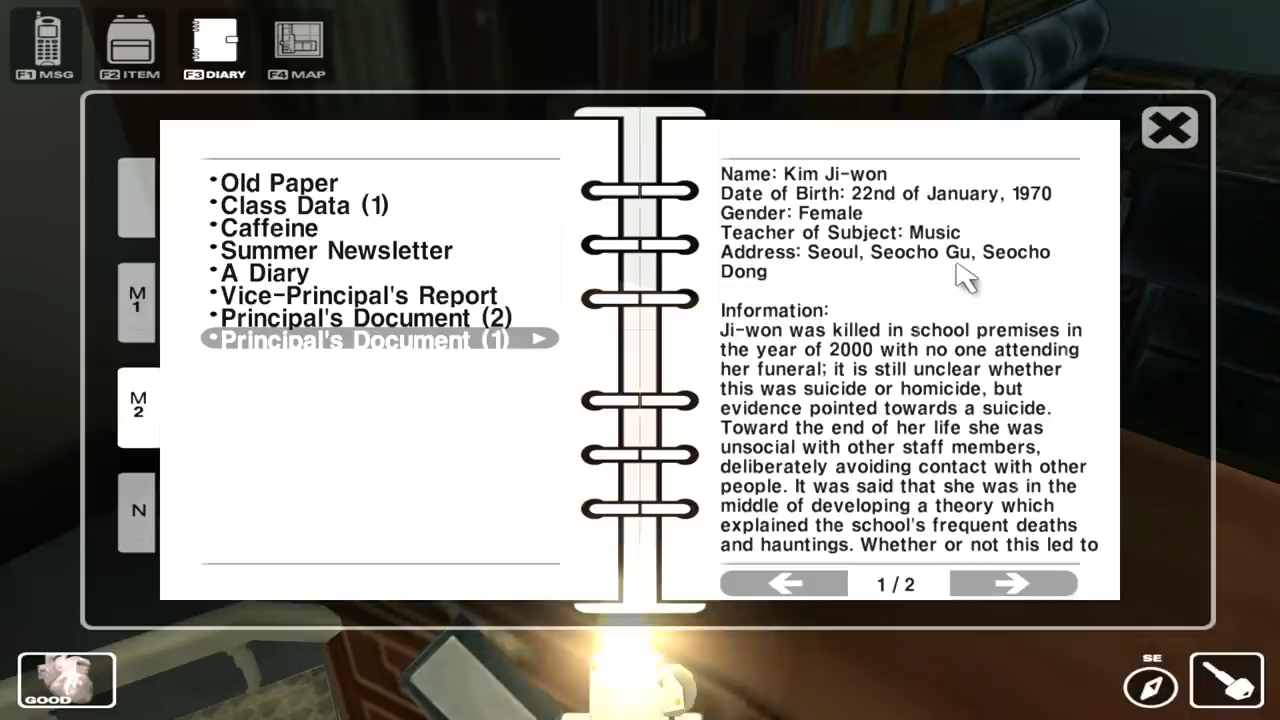 F1 MSG
F2 ITEM
F3 DIARY
F4 MAP
M
1
M
2
N
•Old Paper
•Class Data (1)
•Caffeine
•Summer Newsletter
•A Diary
•Vice-Principal's Report
•Principal's Document (2)
•Principal's Document (1)
Name: Kim Ji-won
Date of Birth: 22nd of January, 1970
Gender: Female
Teacher of Subject: Music
Address: Seoul, Seocho Gu, Seocho
Dong
Information:
Ji-won was killed in school premises in
the year of 2000 with no one attending
her funeral; it is still unclear whether
this was suicide or homicide, but
evidence pointed towards a suicide.
Toward the end of her life she was
unsocial with other staff members,
deliberately avoiding contact with other
people. It was said that she was in the
middle of developing a theory which
explained the school's frequent deaths
and hauntings. Whether or not this led to
1 / 2
GOOD
SE